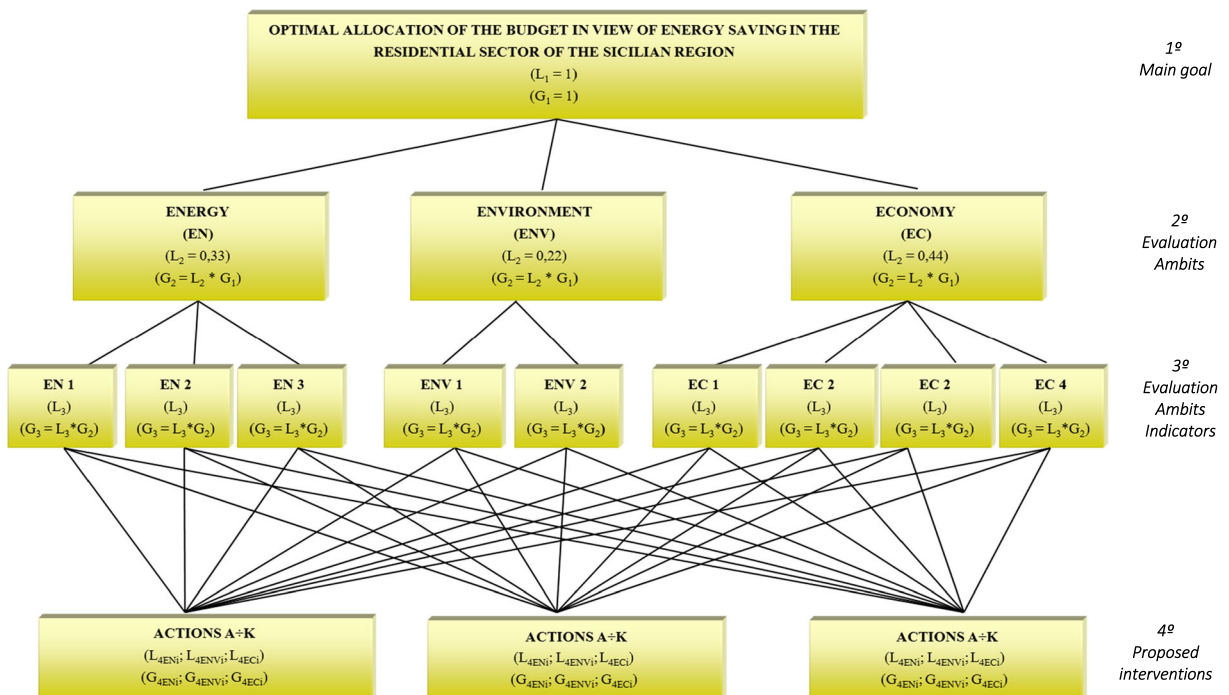 OPTIMAL ALLOCATION OF THE BUDGET IN VIEW OF ENERGY SAVING IN THE
RESIDENTIAL SECTOR OF THE SICILIAN REGION
(L₁ = 1)
(G₁ = 1)
1º
Main goal
ENERGY
(EN)
(L₂ = 0,33)
(G₂ = L₂ * G₁)
ENVIRONMENT
(ENV)
(L₂ = 0,22)
(G₂ = L₂ * G₁)
ECONOMY
(EC)
(L₂ = 0,44)
(G₂ = L₂ * G₁)
2º
Evaluation
Ambits
EN 1
(L₃)
(G₃ = L₃*G₂)
EN 2
(L₃)
(G₃ = L₃*G₂)
EN 3
(L₃)
(G₃ = L₃*G₂)
ENV 1
(L₃)
(G₃ = L₃*G₂)
ENV 2
(L₃)
(G₃ = L₃*G₂)
EC 1
(L₃)
(G₃ = L₃*G₂)
EC 2
(L₃)
(G₃ = L₃*G₂)
EC 2
(L₃)
(G₃ = L₃*G₂)
EC 4
(L₃)
(G₃ = L₃*G₂)
3º
Evaluation
Ambits
Indicators
ACTIONS A÷K
(L₄ENi; L₄ENVi; L₄ECi)
(G₄ENi; G₄ENVi; G₄ECi)
ACTIONS A÷K
(L₄ENi; L₄ENVi; L₄ECi)
(G₄ENi; G₄ENVi; G₄ECi)
ACTIONS A÷K
(L₄ENi; L₄ENVi; L₄ECi)
(G₄ENi; G₄ENVi; G₄ECi)
4º
Proposed
interventions